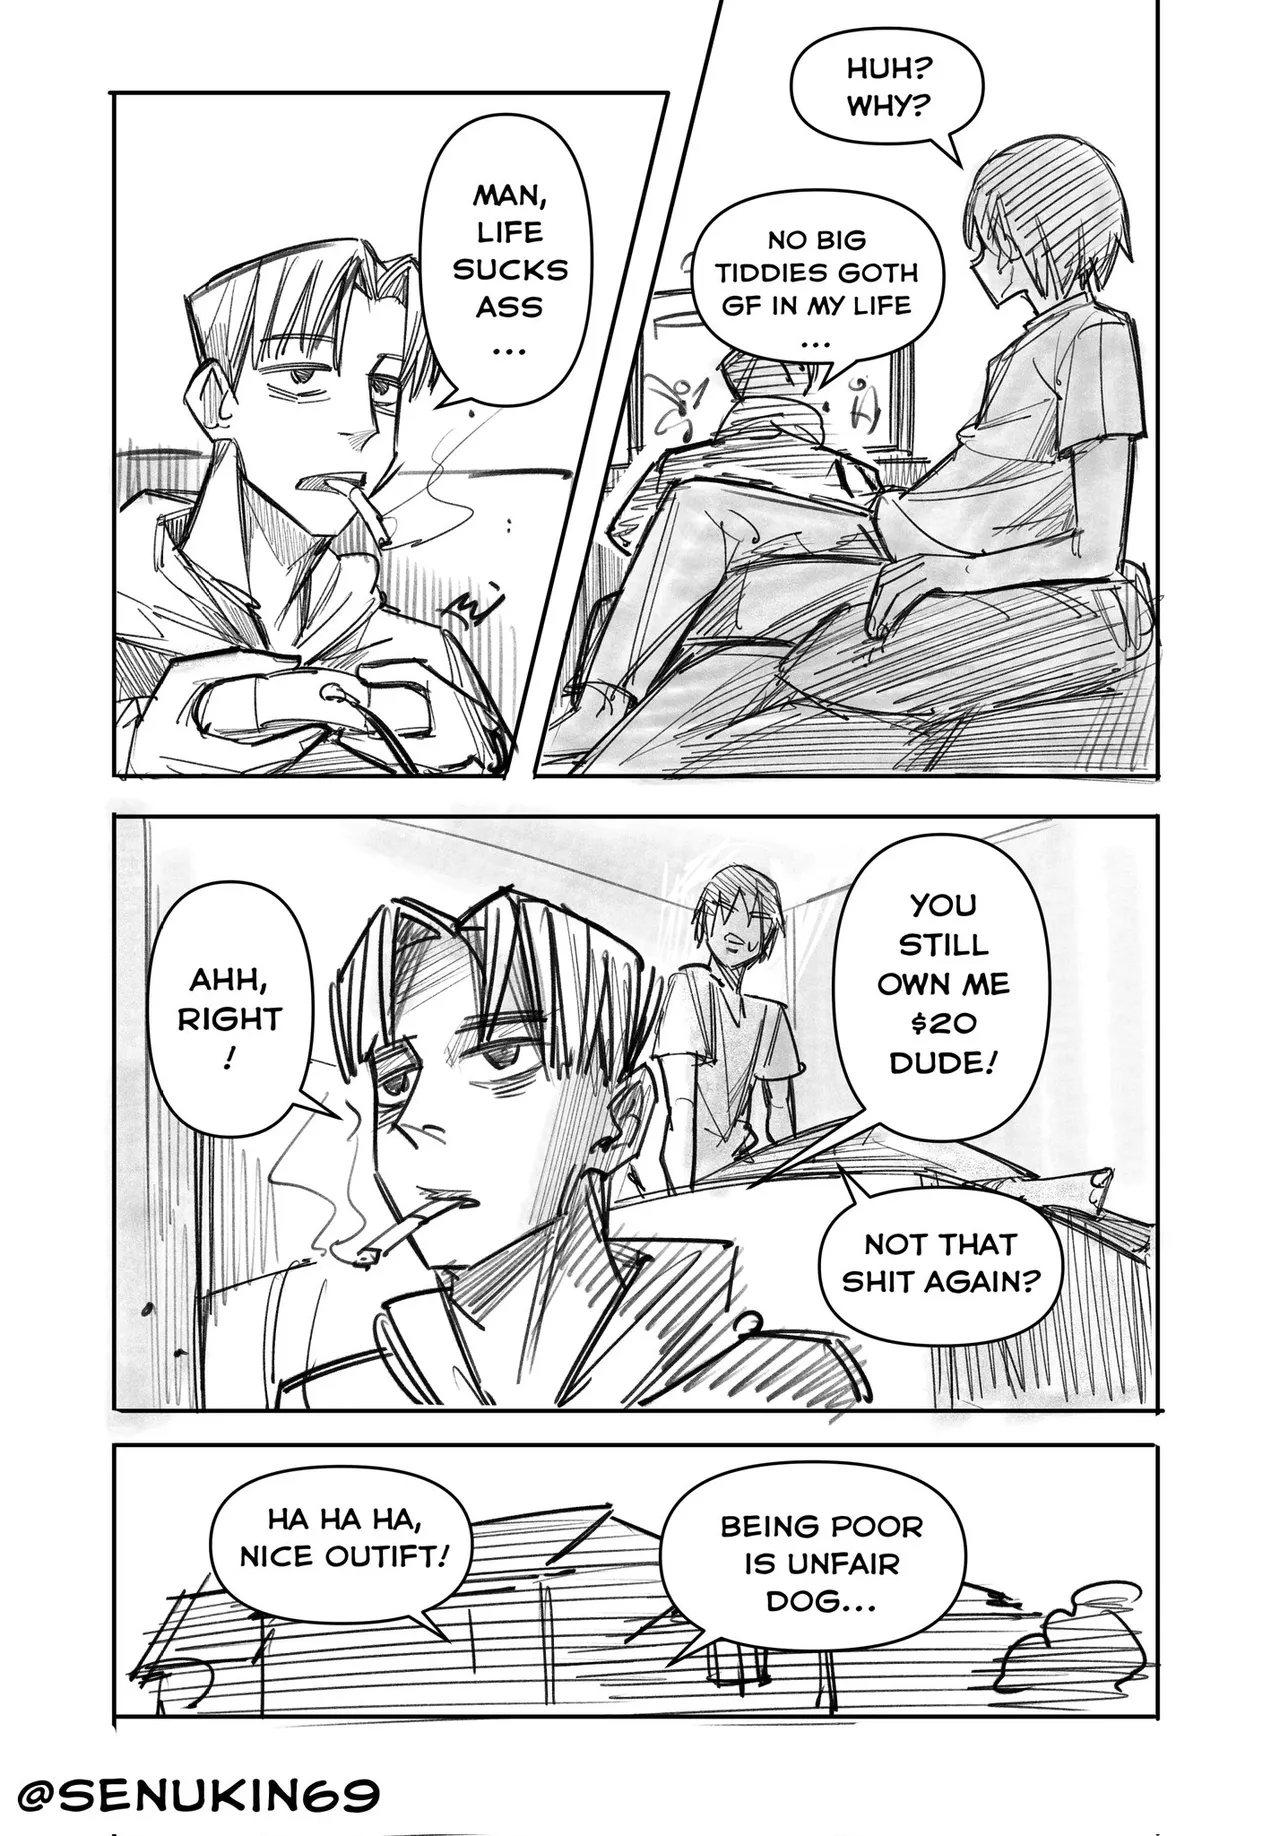 MAN,
LIFE
SUCKS
ASS
...
HUH?
WHY?
NO BIG
TIDDIES GOTH
GF IN MY LIFE
...
AHH,
RIGHT
!
YOU
STILL
OWN ME
$20
DUDE!
NOT THAT
SHIT AGAIN?
HA HA HA,
NICE OUTIFT!
BEING POOR
IS UNFAIR
DOG...
@SENUKIN69